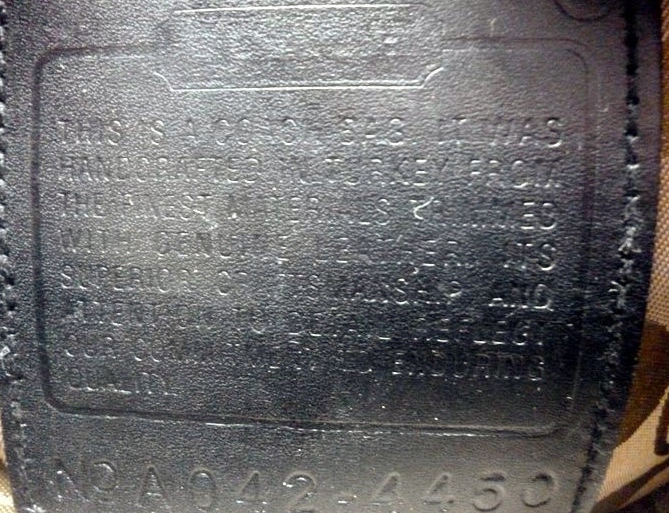 THIS IS A COACH BAG. IT WAS
HANDCRAFTED IN TURKEY FROM
THE FINEST MATERIALS TRIMMED
WITH GENUINE LEATHER. ITS
SUPERIOR CRAFTSMANSHIP AND
ATTENTION TO DETAIL REFLECT
OUR COMMITMENT TO ENDURING
QUALITY.
NO A042-4450